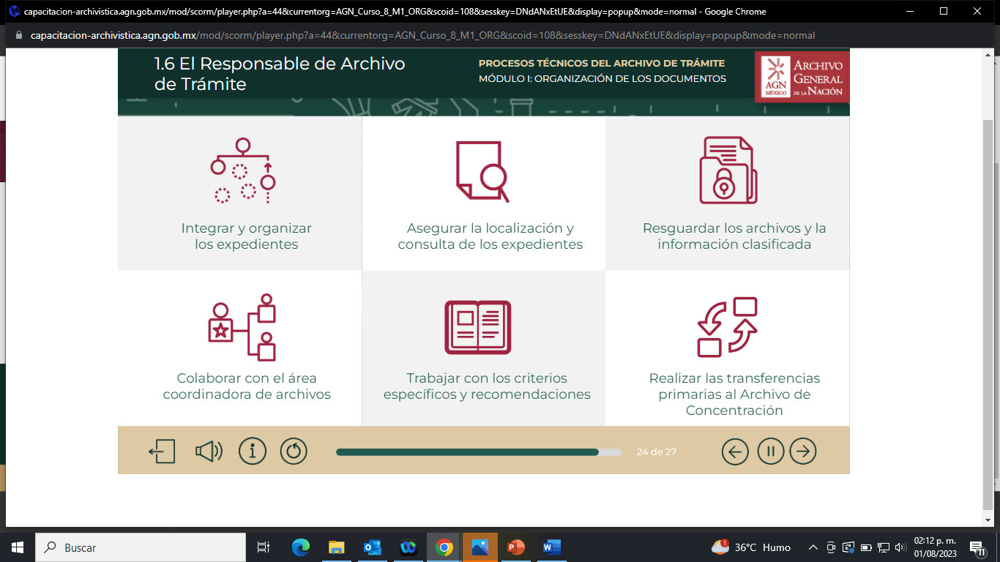 capacitacion-archivistica.agn.gob.mx/mod/scorm/player.php?a=44&currentorg=AGN_Curso_8_M1_ORG&scoid=108&sesskey=DNdANxEtUE&display=popup&mode=normal - Google Chrome
capacitacion-archivistica.agn.gob.mx/mod/scorm/player.php?a=44&currentorg=AGN_Curso_8_M1_ORG&scoid=108&sesskey=DNdANxEtUE&display=popup&mode=normal
1.6 El Responsable de Archivo
de Trámite
PROCESOS TÉCNICOS DEL ARCHIVO DE TRÁMITE
MÓDULO I: ORGANIZACIÓN DE LOS DOCUMENTOS
AGN
MÉXICO
ARCHIVO
GENERAL
DE LA NACIÓN
Integrar y organizar
los expedientes
Asegurar la localización y
consulta de los expedientes
Resguardar los archivos y la
información clasificada
Colaborar con el área
coordinadora de archivos
Trabajar con los criterios
específicos y recomendaciones
Realizar las transferencias
primarias al Archivo de
Concentración
24 de 27
Buscar
1
36°C Humo
02:12 p. m.
01/08/2023
11